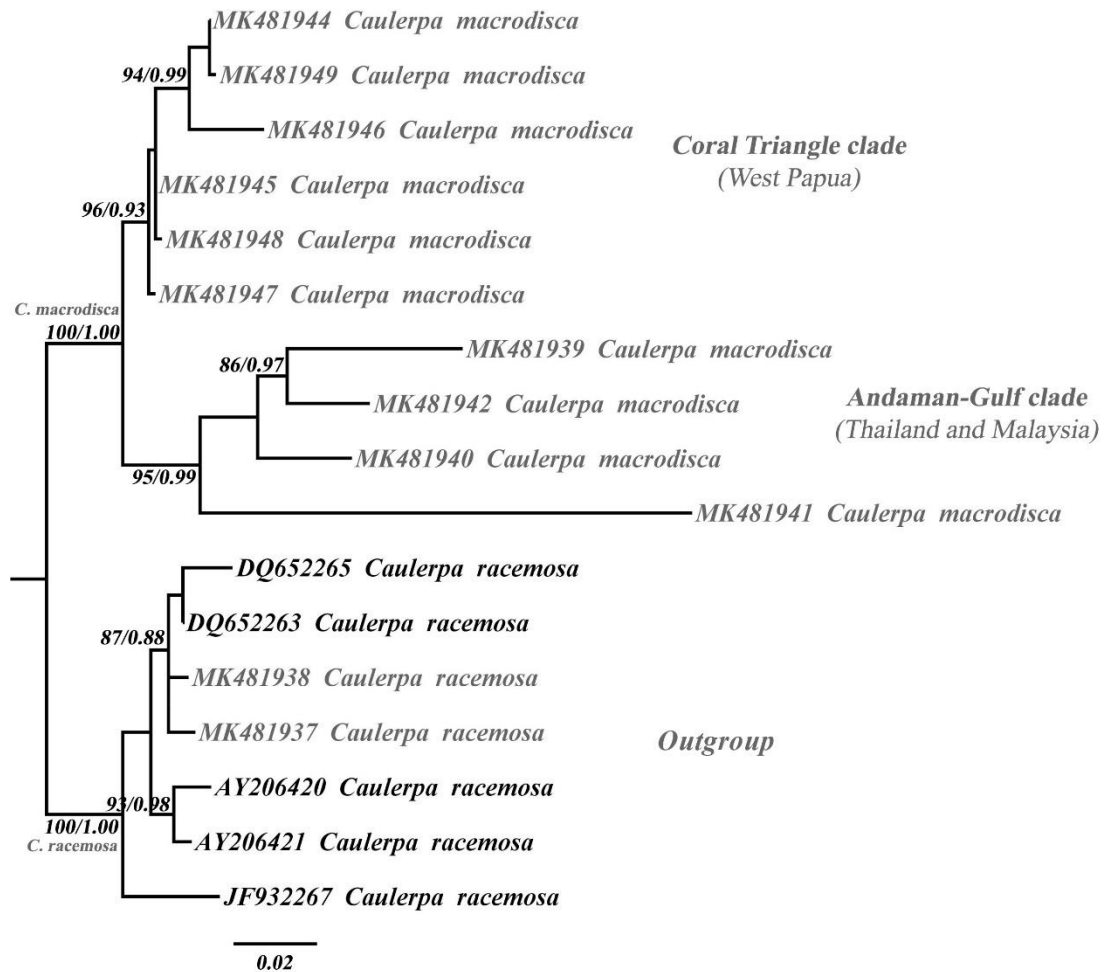 MK481944 Caulerpa macrodisca
94/0.99
MK481949 Caulerpa macrodisca
MK481946 Caulerpa macrodisca
Coral Triangle clade
(West Papua)
MK481945 Caulerpa macrodisca
96/0.93
MK481948 Caulerpa macrodisca
MK481947 Caulerpa macrodisca
C. macrodisca
100/1.00
MK481939 Caulerpa macrodisca
86/0.97
MK481942 Caulerpa macrodisca
Andaman-Gulf clade
(Thailand and Malaysia)
MK481940 Caulerpa macrodisca
95/0.99
MK481941 Caulerpa macrodisca
DQ652265 Caulerpa racemosa
DQ652263 Caulerpa racemosa
87/0.88
MK481938 Caulerpa racemosa
MK481937 Caulerpa racemosa
Outgroup
AY206420 Caulerpa racemosa
93/0.98
100/1.00
C. racemosa
AY206421 Caulerpa racemosa
JF932267 Caulerpa racemosa
0.02